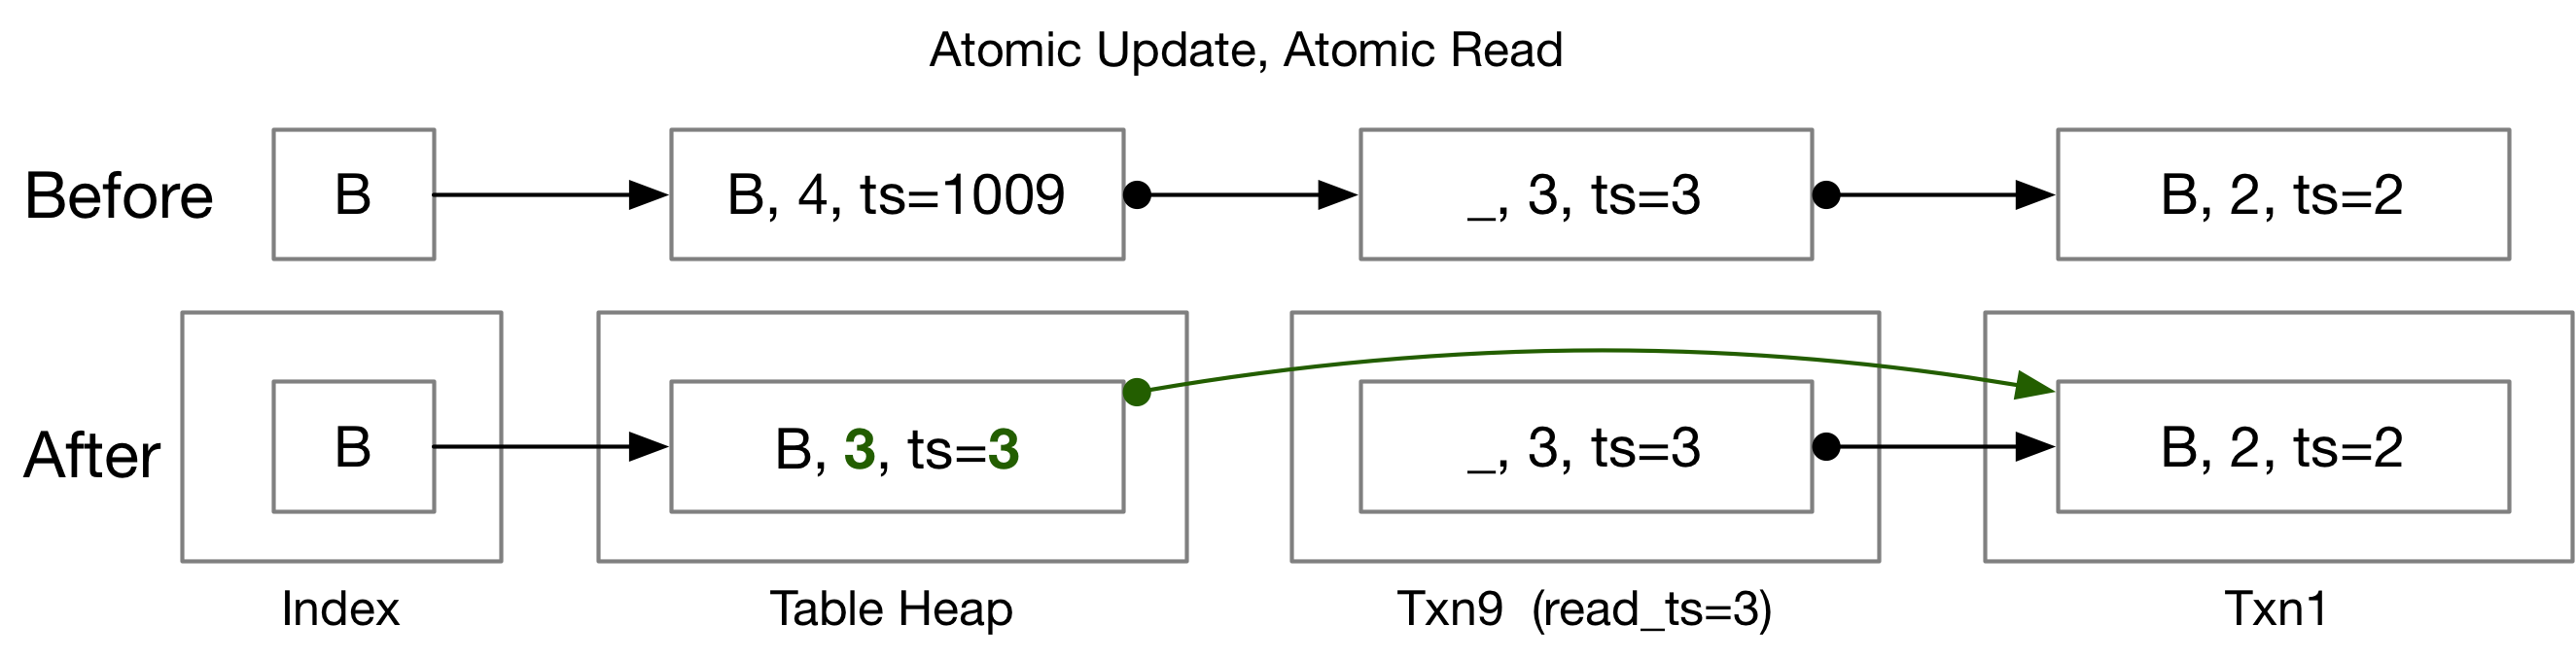 Atomic Update, Atomic Read
Before B B, 4, ts=1009 _, 3, ts=3 B, 2, ts=2
After B B, 3, ts=3 _, 3, ts=3 B, 2, ts=2
Index Table Heap Txn9 (read_ts=3) Txn1